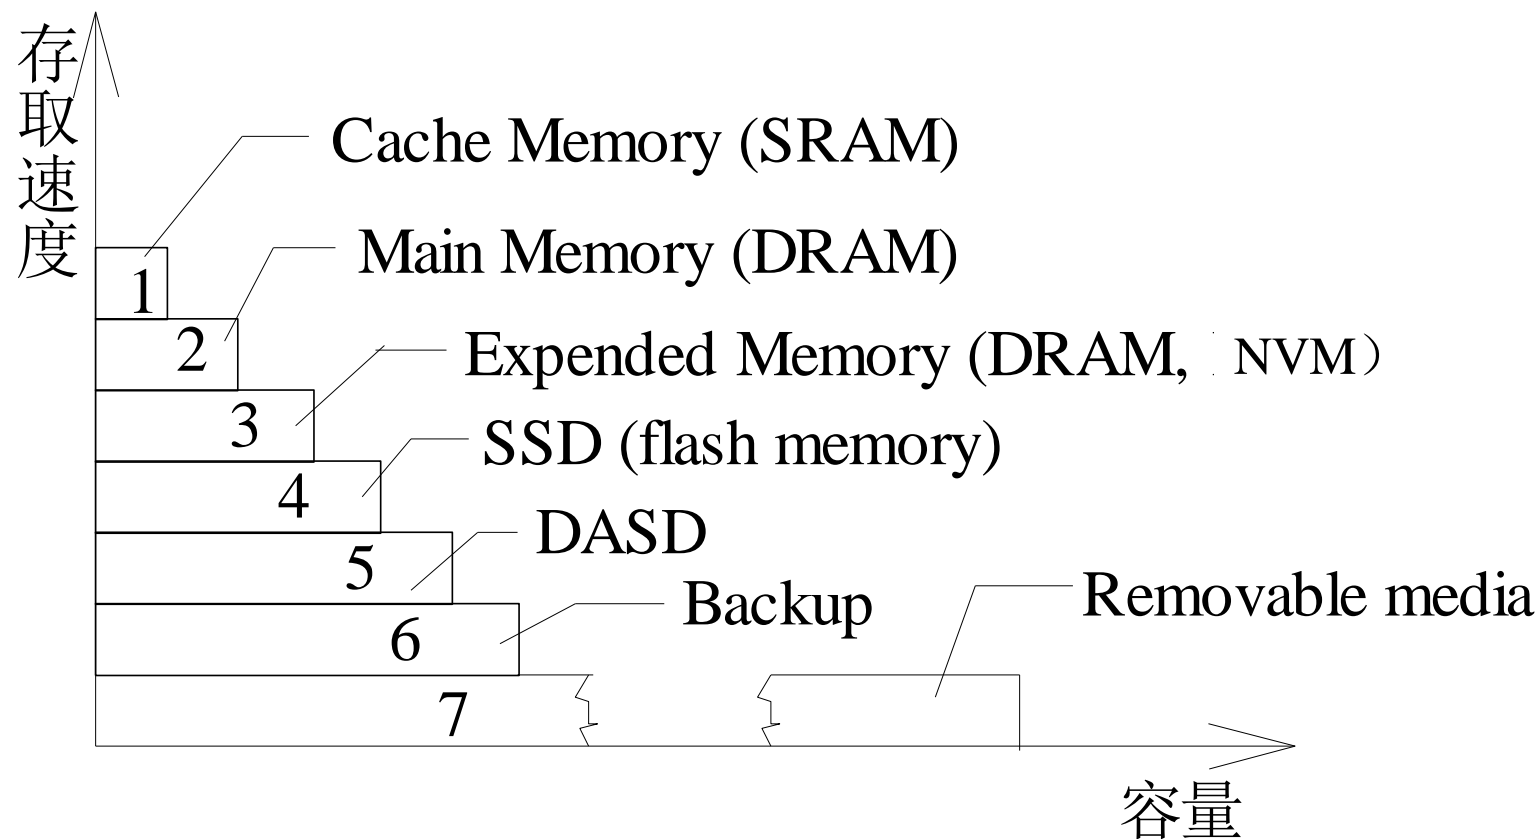 存取速度
Cache Memory (SRAM)
1
Main Memory (DRAM)
2
Expended Memory (DRAM, NVM）
3
SSD (flash memory)
4
DASD
5
Backup
6
Removable media
7
容量